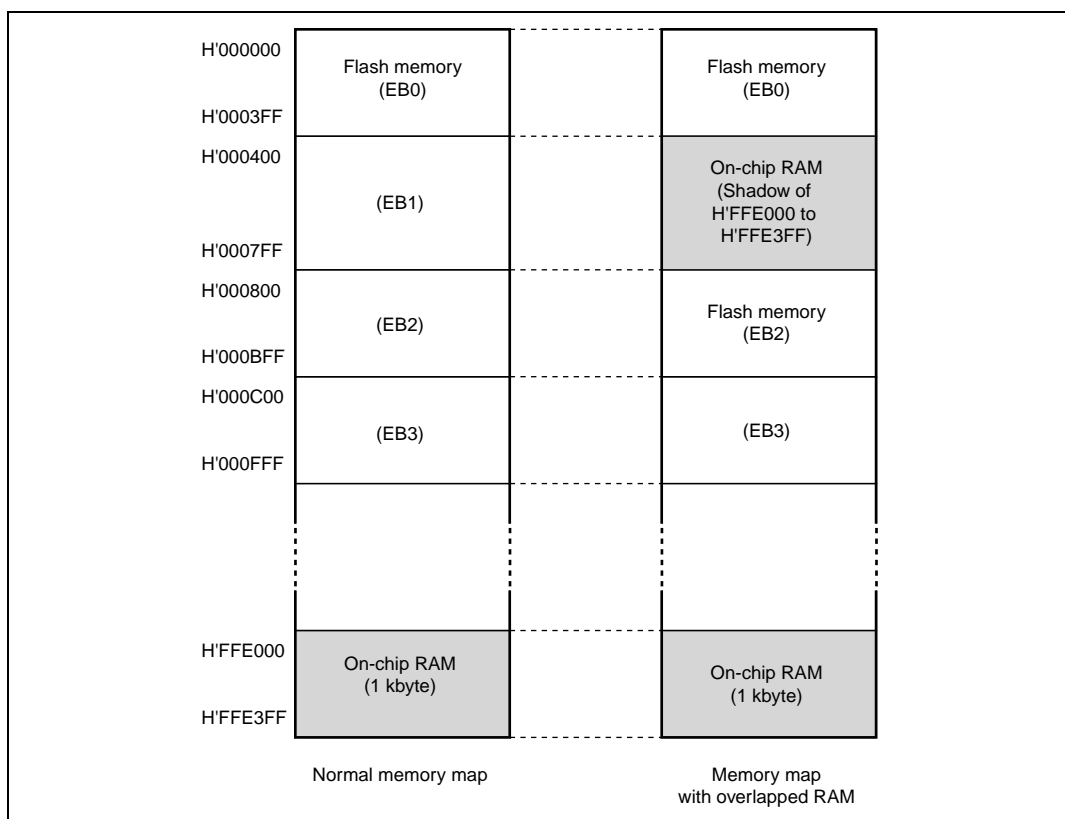 H'000000
Flash memory
(EB0)
Flash memory
(EB0)
H'0003FF
H'000400
(EB1)
On-chip RAM
(Shadow of
H'FFE000 to
H'FFE3FF)
H'0007FF
H'000800
(EB2)
Flash memory
(EB2)
H'000BFF
H'000C00
(EB3)
(EB3)
H'000FFF
H'FFE000
On-chip RAM
(1 kbyte)
On-chip RAM
(1 kbyte)
H'FFE3FF
Normal memory map
Memory map
with overlapped RAM